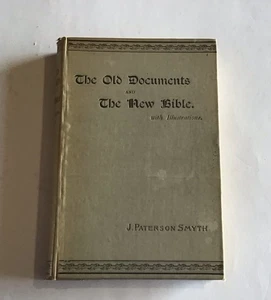 The Old Documents
AND
The New Bible.
with Illustrations.
J. PATERSON SMYTH